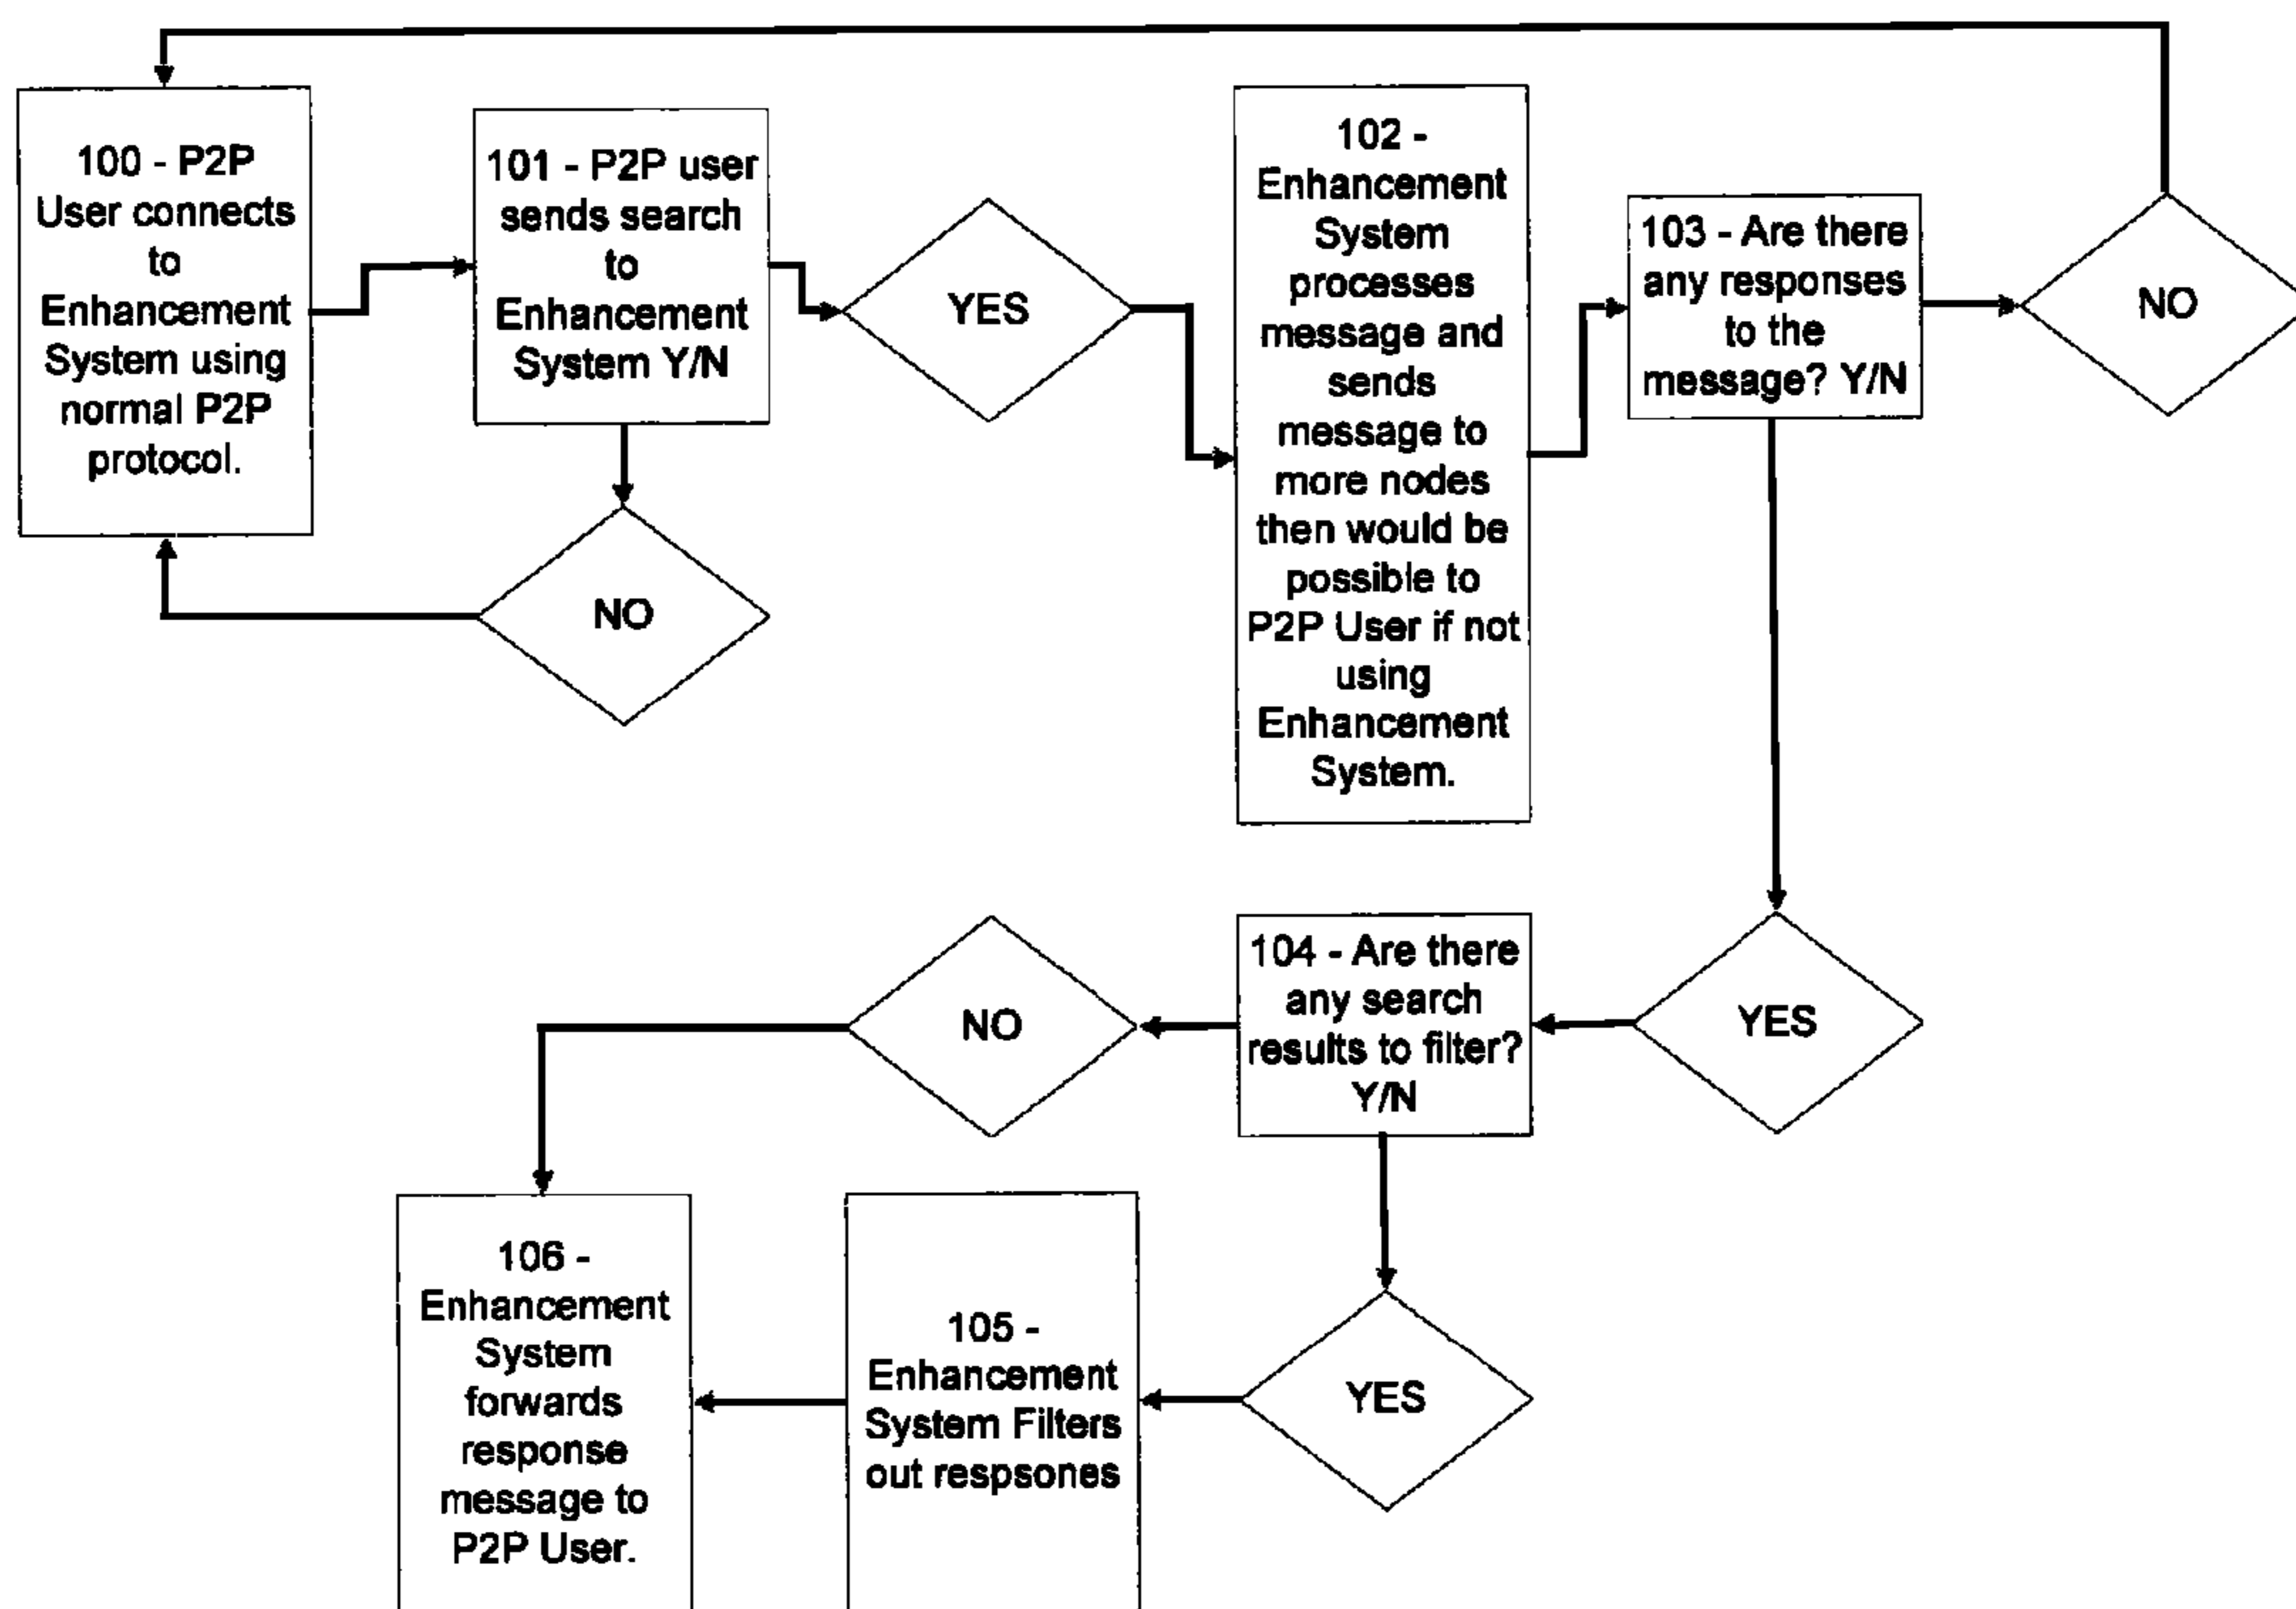 100 - P2P
User connects
to
Enhancement
System using
normal P2P
protocol.
101 - P2P user
sends search
to
Enhancement
System Y/N
YES
NO
102 -
Enhancement
System
processes
message and
sends
message to
more nodes
then would be
possible to
P2P User if not
using
Enhancement
System.
103 - Are there
any responses
to the
message? Y/N
NO
YES
104 - Are there
any search
results to filter?
Y/N
NO
YES
105 -
Enhancement
System Filters
out respsones
106 -
Enhancement
System
forwards
response
message to
P2P User.